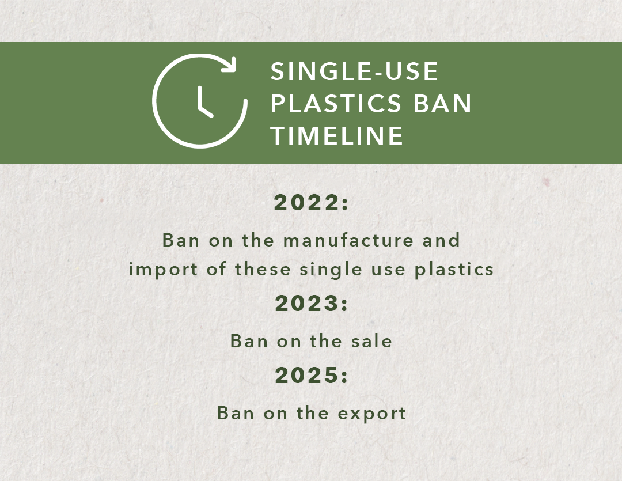 SINGLE-USE
PLASTICS BAN
TIMELINE
2022:
Ban on the manufacture and
import of these single use plastics
2023:
Ban on the sale
2025:
Ban on the export